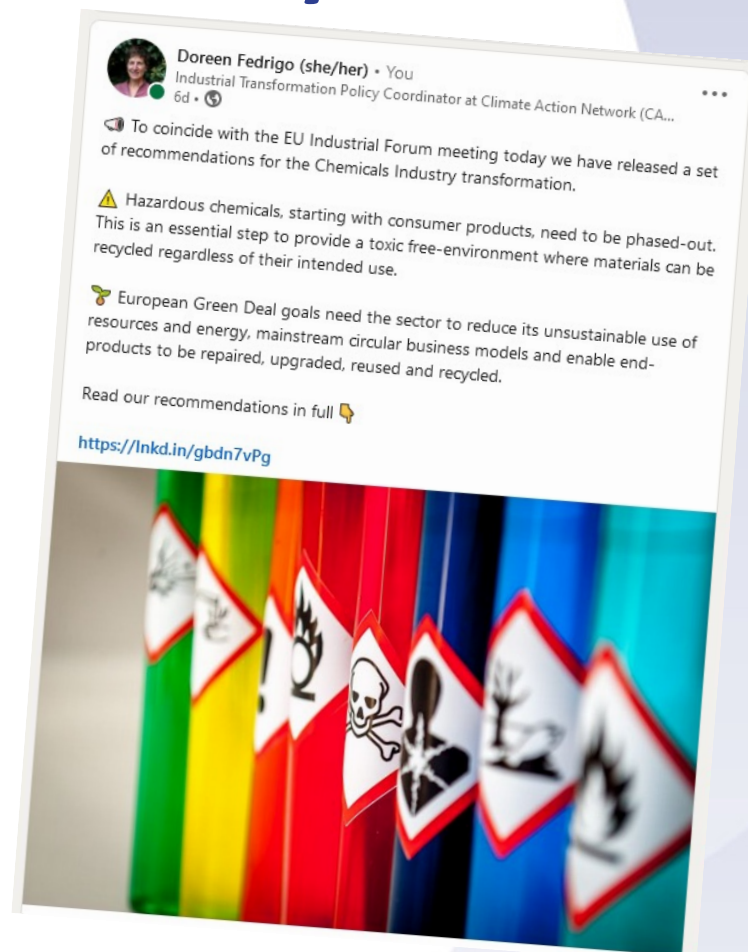 Doreen Fedrigo (she/her) • You
Industrial Transformation Policy Coordinator at Climate Action Network (CA...
6d •
To coincide with the EU Industrial Forum meeting today we have released a set
of recommendations for the Chemicals Industry transformation.
Hazardous chemicals, starting with consumer products, need to be phased-out.
This is an essential step to provide a toxic free-environment where materials can be
recycled regardless of their intended use.
European Green Deal goals need the sector to reduce its unsustainable use of
resources and energy, mainstream circular business models and enable end-
products to be repaired, upgraded, reused and recycled.
Read our recommendations in full
https://lnkd.in/gbdn7vPg